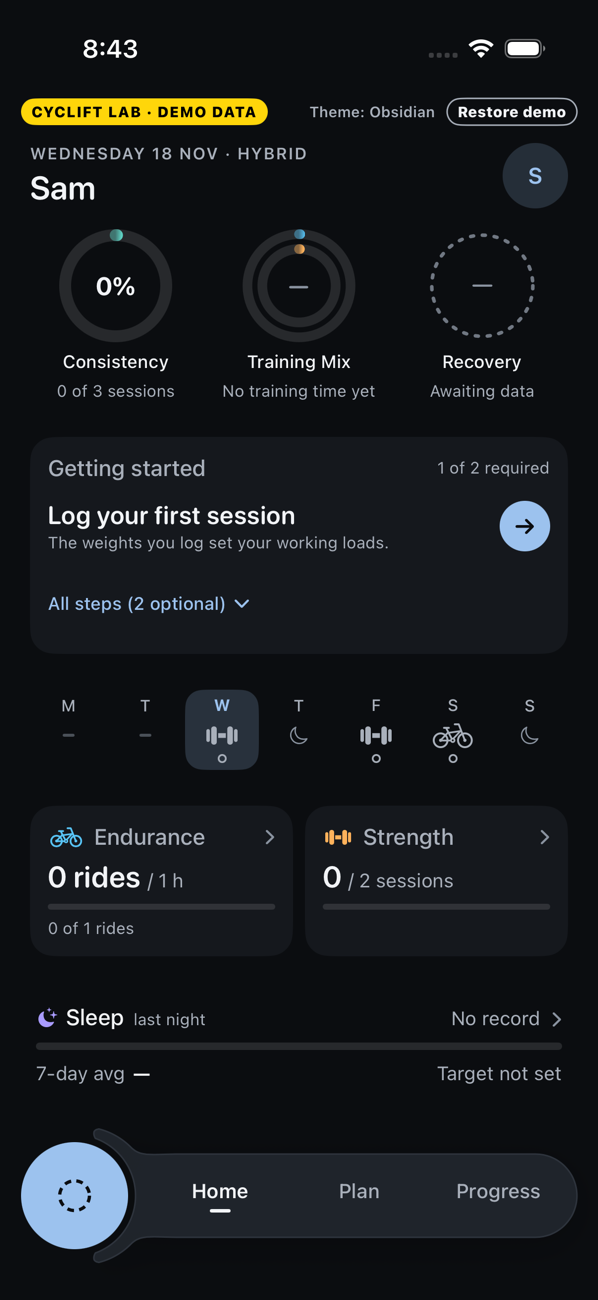 8:43
CYCLIFT LAB · DEMO DATA Theme: Obsidian Restore demo
WEDNESDAY 18 NOV · HYBRID
Sam
S
0% — —
Consistency Training Mix Recovery
0 of 3 sessions No training time yet Awaiting data
Getting started 1 of 2 required
Log your first session
The weights you log set your working loads.
All steps (2 optional)
M T W T F S S
Endurance Strength
0 rides / 1 h 0 / 2 sessions
0 of 1 rides
Sleep last night No record
7-day avg — Target not set
Home Plan Progress